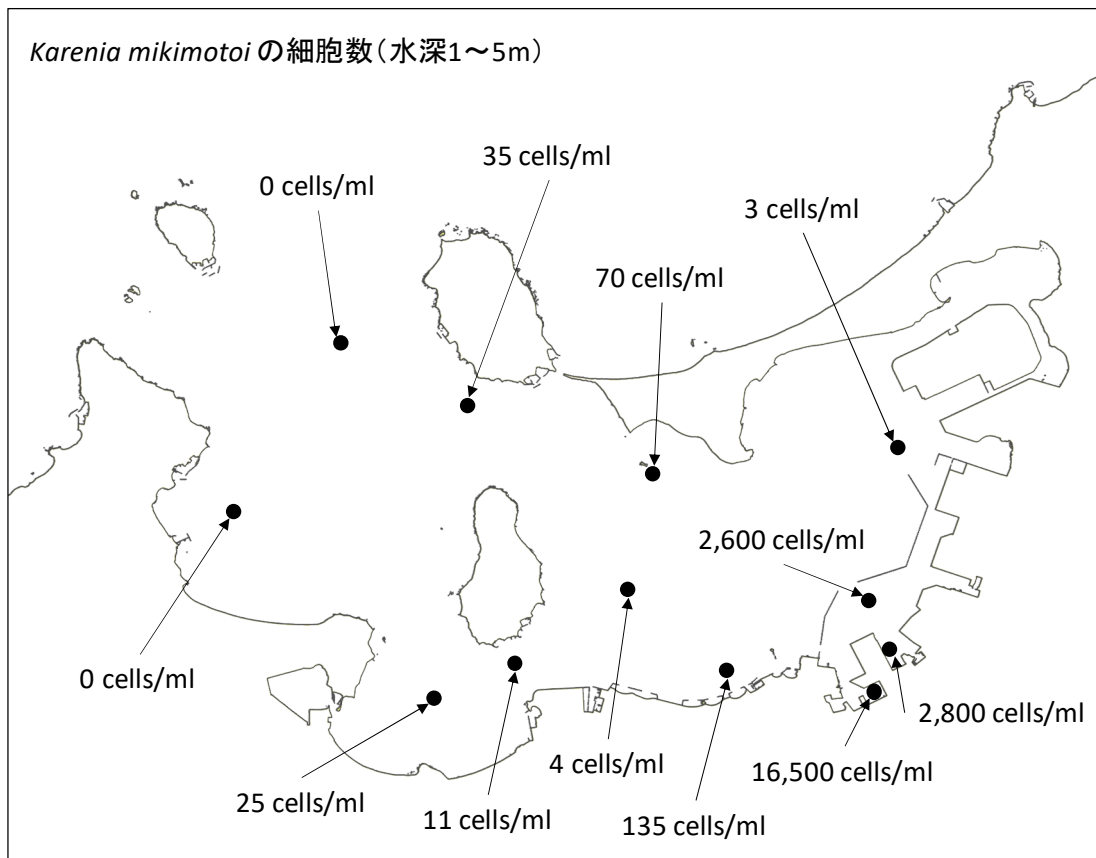 Karenia mikimotoi の細胞数(水深1～5m)
35 cells/ml
0 cells/ml
3 cells/ml
70 cells/ml
2,600 cells/ml
0 cells/ml
2,800 cells/ml
4 cells/ml
16,500 cells/ml
25 cells/ml
11 cells/ml
135 cells/ml